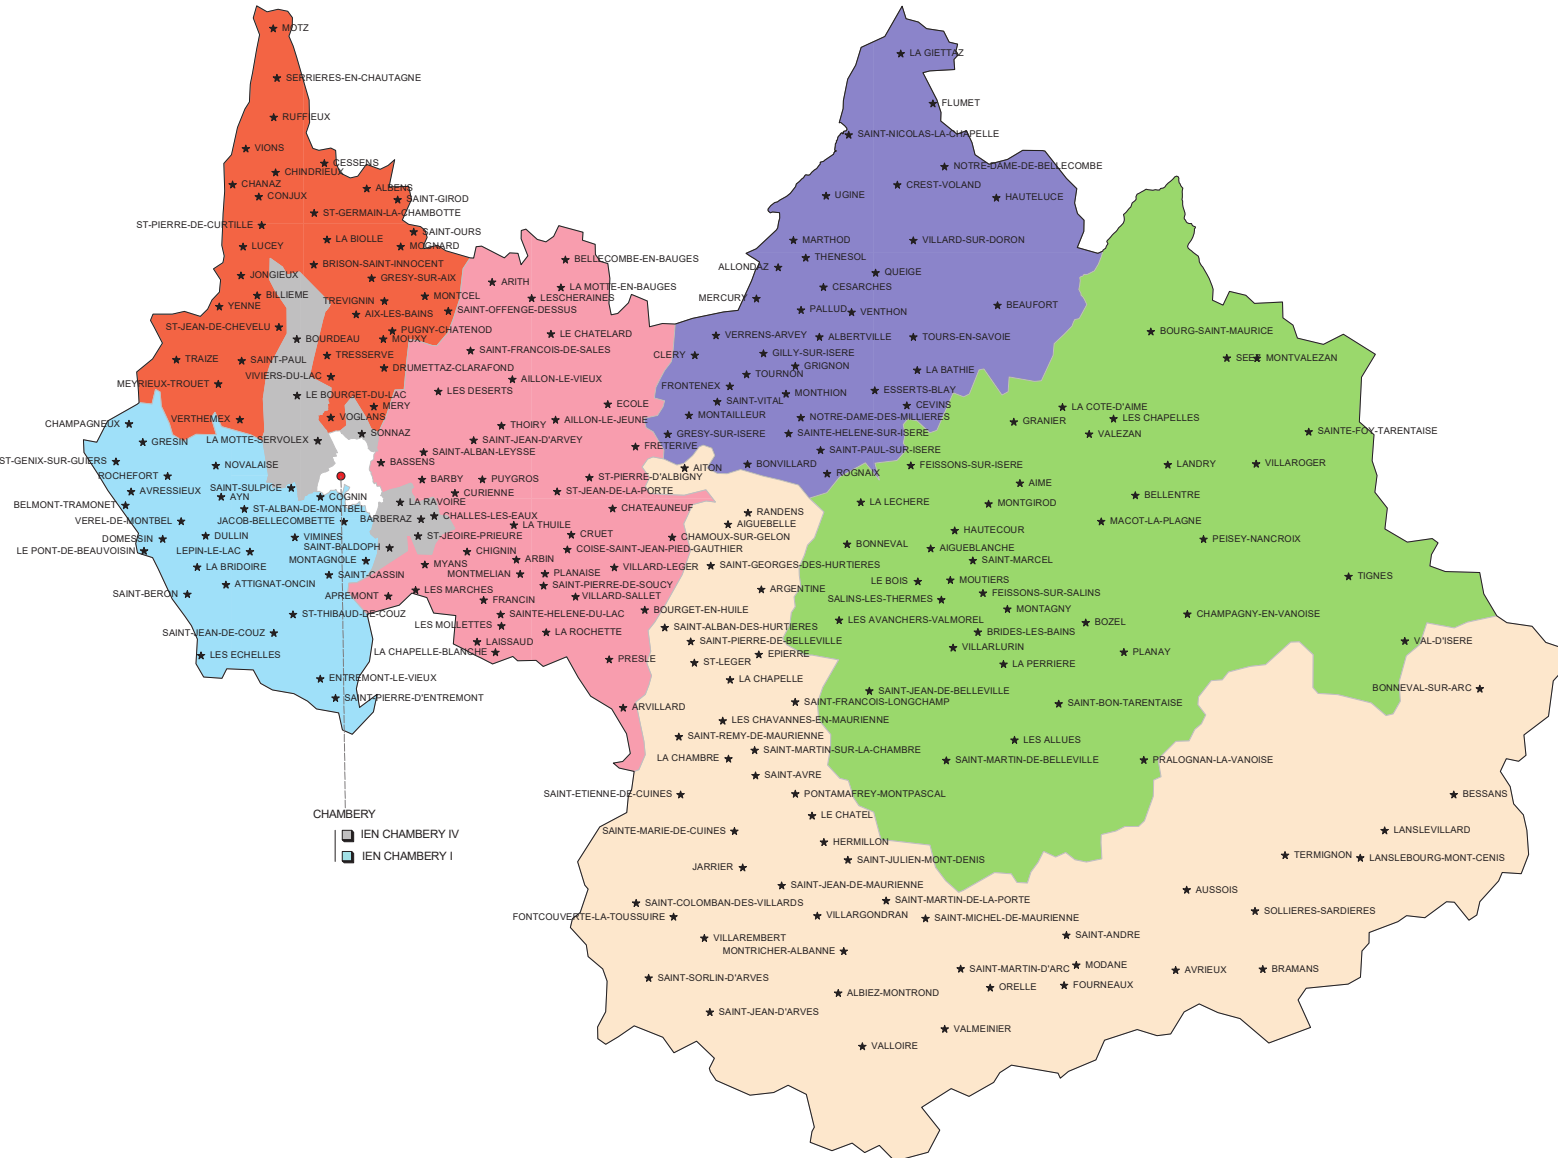 MOTZ
LA GIETTAZ
SERRIERES-EN-CHAUTAGNE
FLUMET
RUFFIEUX
SAINT-NICOLAS-LA-CHAPELLE
VIONS
CESSENS
NOTRE-DAME-DE-BELLECOMBE
CHINDRIEUX
CHANAZ
ALBENS
CREST-VOLAND
CONJUX
SAINT-GIROD
UGINE
HAUTELUCE
ST-GERMAIN-LA-CHAMBOTTE
ST-PIERRE-DE-CURTILLE
SAINT-OURS
LA BIOLLE
MARTHOD
VILLARD-SUR-DORON
LUCEY
MOGNARD
BELLECOMBE-EN-BAUGES
THENESOL
BRISON-SAINT-INNOCENT
ALLONDAZ
JONGIEUX
GRESY-SUR-AIX
QUEIGE
ARITH
LA MOTTE-EN-BAUGES
CESARCHES
BILLIEME
MONTCEL
LESCHERAINES
MERCURY
TREVIGNIN
YENNE
BEAUFORT
SAINT-OFFENGE-DESSUS
PALLUD
VENTHON
AIX-LES-BAINS
ST-JEAN-DE-CHEVELU
PUGNY-CHATENOD
LE CHATELARD
BOURG-SAINT-MAURICE
BOURDEAU
MOUXY
VERRENS-ARVEY
ALBERTVILLE
TOURS-EN-SAVOIE
SAINT-FRANCOIS-DE-SALES
TRAIZE
SAINT-PAUL
TRESSERVE
CLERY
GILLY-SUR-ISERE
SEEZ
MONTVALEZAN
DRUMETTAZ-CLARAFOND
GRIGNON
LA BATHIE
VIVIERS-DU-LAC
TOURNON
MEYRIEUX-TROUET
AILLON-LE-VIEUX
FRONTENEX
LES DESERTS
ESSERTS-BLAY
MONTHION
LE BOURGET-DU-LAC
ECOLE
SAINT-VITAL
CEVINS
MERY
LA COTE-D'AIME
MONTAILLEUR
NOTRE-DAME-DES-MILLIERES
VERTHEMEX
VOGLANS
AILLON-LE-JEUNE
GRANIER
LES CHAPELLES
CHAMPAGNEUX
THOIRY
SONNAZ
GRESY-SUR-ISERE
SAINTE-HELENE-SUR-ISERE
VALEZAN
SAINTE-FOY-TARENTAISE
GRESIN
LA MOTTE-SERVOLEX
SAINT-JEAN-D'ARVEY
FRETERIVE
SAINT-ALBAN-LEYSSE
SAINT-PAUL-SUR-ISERE
ST-GENIX-SUR-GUIERS
NOVALAISE
BASSENS
AITON
BONVILLARD
FEISSONS-SUR-ISERE
LANDRY
VILLAROGER
ROCHEFORT
BARBY
PUYGROS
ST-PIERRE-D'ALBIGNY
ROGNAIX
AIME
SAINT-SULPICE
AVRESSIEUX
AYN
COGNIN
CURIENNE
ST-JEAN-DE-LA-PORTE
BELLENTRE
BELMONT-TRAMONET
ST-ALBAN-DE-MONTBEL
LA RAVOIRE
CHATEAUNEUF
LA LECHERE
MONTGIROD
VEREL-DE-MONTBEL
JACOB-BELLECOMBETTE
BARBERAZ
CHALLES-LES-EAUX
RANDENS
MACOT-LA-PLAGNE
LA THUILE
AIGUEBELLE
DOMESSIN
DULLIN
VIMINES
ST-JEOIRE-PRIEURE
CRUET
CHAMOUX-SUR-GELON
HAUTECOUR
PEISEY-NANCROIX
LE PONT-DE-BEAUVOISIN
LEPIN-LE-LAC
SAINT-BALDOPH
CHIGNIN
COISE-SAINT-JEAN-PIED-GAUTHIER
BONNEVAL
AIGUEBLANCHE
MONTAGNOLE
MYANS
ARBIN
SAINT-GEORGES-DES-HURTIERES
SAINT-MARCEL
LA BRIDOIRE
SAINT-CASSIN
MONTMELIAN
PLANAISE
VILLARD-LEGER
TIGNES
ATTIGNAT-ONCIN
SAINT-PIERRE-DE-SOUCY
LE BOIS
MOUTIERS
SAINT-BERON
APREMONT
LES MARCHES
ARGENTINE
FEISSONS-SUR-SALINS
FRANCIN
VILLARD-SALLET
SALINS-LES-THERMES
ST-THIBAUD-DE-COUZ
SAINTE-HELENE-DU-LAC
BOURGET-EN-HUILE
MONTAGNY
CHAMPAGNY-EN-VANOISE
LES MOLLETTES
SAINT-ALBAN-DES-HURTIERES
LES AVANCHERS-VALMOREL
BOZEL
SAINT-JEAN-DE-COUZ
LA ROCHETTE
BRIDES-LES-BAINS
LAISSAUD
SAINT-PIERRE-DE-BELLEVILLE
VILLARLURIN
VAL-D'ISERE
LES ECHELLES
LA CHAPELLE-BLANCHE
PRESLE
ST-LEGER
EPIERRE
LA PERRIERE
PLANAY
ENTREMONT-LE-VIEUX
LA CHAPELLE
BONNEVAL-SUR-ARC
SAINT-PIERRE-D'ENTREMONT
SAINT-JEAN-DE-BELLEVILLE
ARVILLARD
SAINT-FRANCOIS-LONGCHAMP
SAINT-BON-TARENTAISE
LES CHAVANNES-EN-MAURIENNE
SAINT-REMY-DE-MAURIENNE
LES ALLUES
SAINT-MARTIN-SUR-LA-CHAMBRE
LA CHAMBRE
SAINT-MARTIN-DE-BELLEVILLE
PRALOGNAN-LA-VANOISE
SAINT-AVRE
SAINT-ETIENNE-DE-CUINES
PONTAMAFREY-MONTPASCAL
BESSANS
CHAMBERY
LE CHATEL
IEN CHAMBERY IV
SAINTE-MARIE-DE-CUINES
LANSLEVILLARD
HERMILLON
IEN CHAMBERY I
SAINT-JULIEN-MONT-DENIS
TERMIGNON
LANSLEBOURG-MONT-CENIS
JARRIER
SAINT-JEAN-DE-MAURIENNE
AUSSOIS
SAINT-COLOMBAN-DES-VILLARDS
SAINT-MARTIN-DE-LA-PORTE
FONTCOUVERTE-LA-TOUSSUIRE
VILLARGONDRAN
SAINT-MICHEL-DE-MAURIENNE
SOLLIERES-SARDIERES
VILLAREMBERT
SAINT-ANDRE
MONTRICHER-ALBANNE
SAINT-MARTIN-D'ARC
MODANE
AVRIEUX
BRAMANS
SAINT-SORLIN-D'ARVES
ORELLE
FOURNEAUX
ALBIEZ-MONTROND
SAINT-JEAN-D'ARVES
VALMEINIER
VALLOIRE